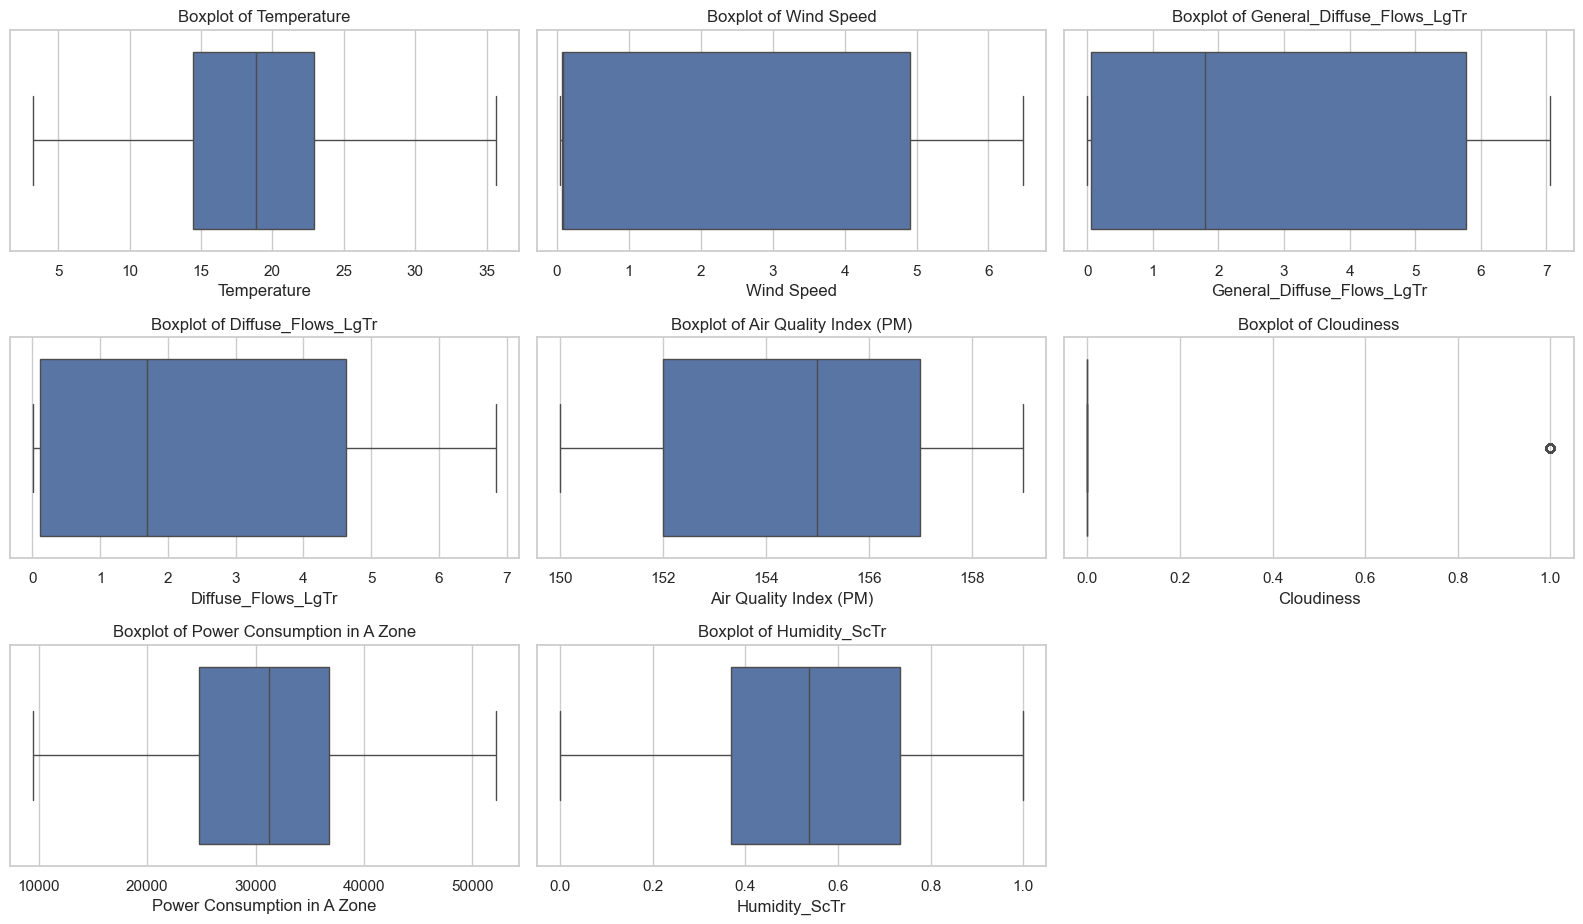 Boxplot of Temperature
5 10 15 20 25 30 35
Temperature
Boxplot of Wind Speed
0 1 2 3 4 5 6
Wind Speed
Boxplot of General_Diffuse_Flows_LgTr
0 1 2 3 4 5 6 7
General_Diffuse_Flows_LgTr
Boxplot of Diffuse_Flows_LgTr
0 1 2 3 4 5 6 7
Diffuse_Flows_LgTr
Boxplot of Air Quality Index (PM)
150 152 154 156 158
Air Quality Index (PM)
Boxplot of Cloudiness
0.0 0.2 0.4 0.6 0.8 1.0
Cloudiness
Boxplot of Power Consumption in A Zone
10000 20000 30000 40000 50000
Power Consumption in A Zone
Boxplot of Humidity_ScTr
0.0 0.2 0.4 0.6 0.8 1.0
Humidity_ScTr